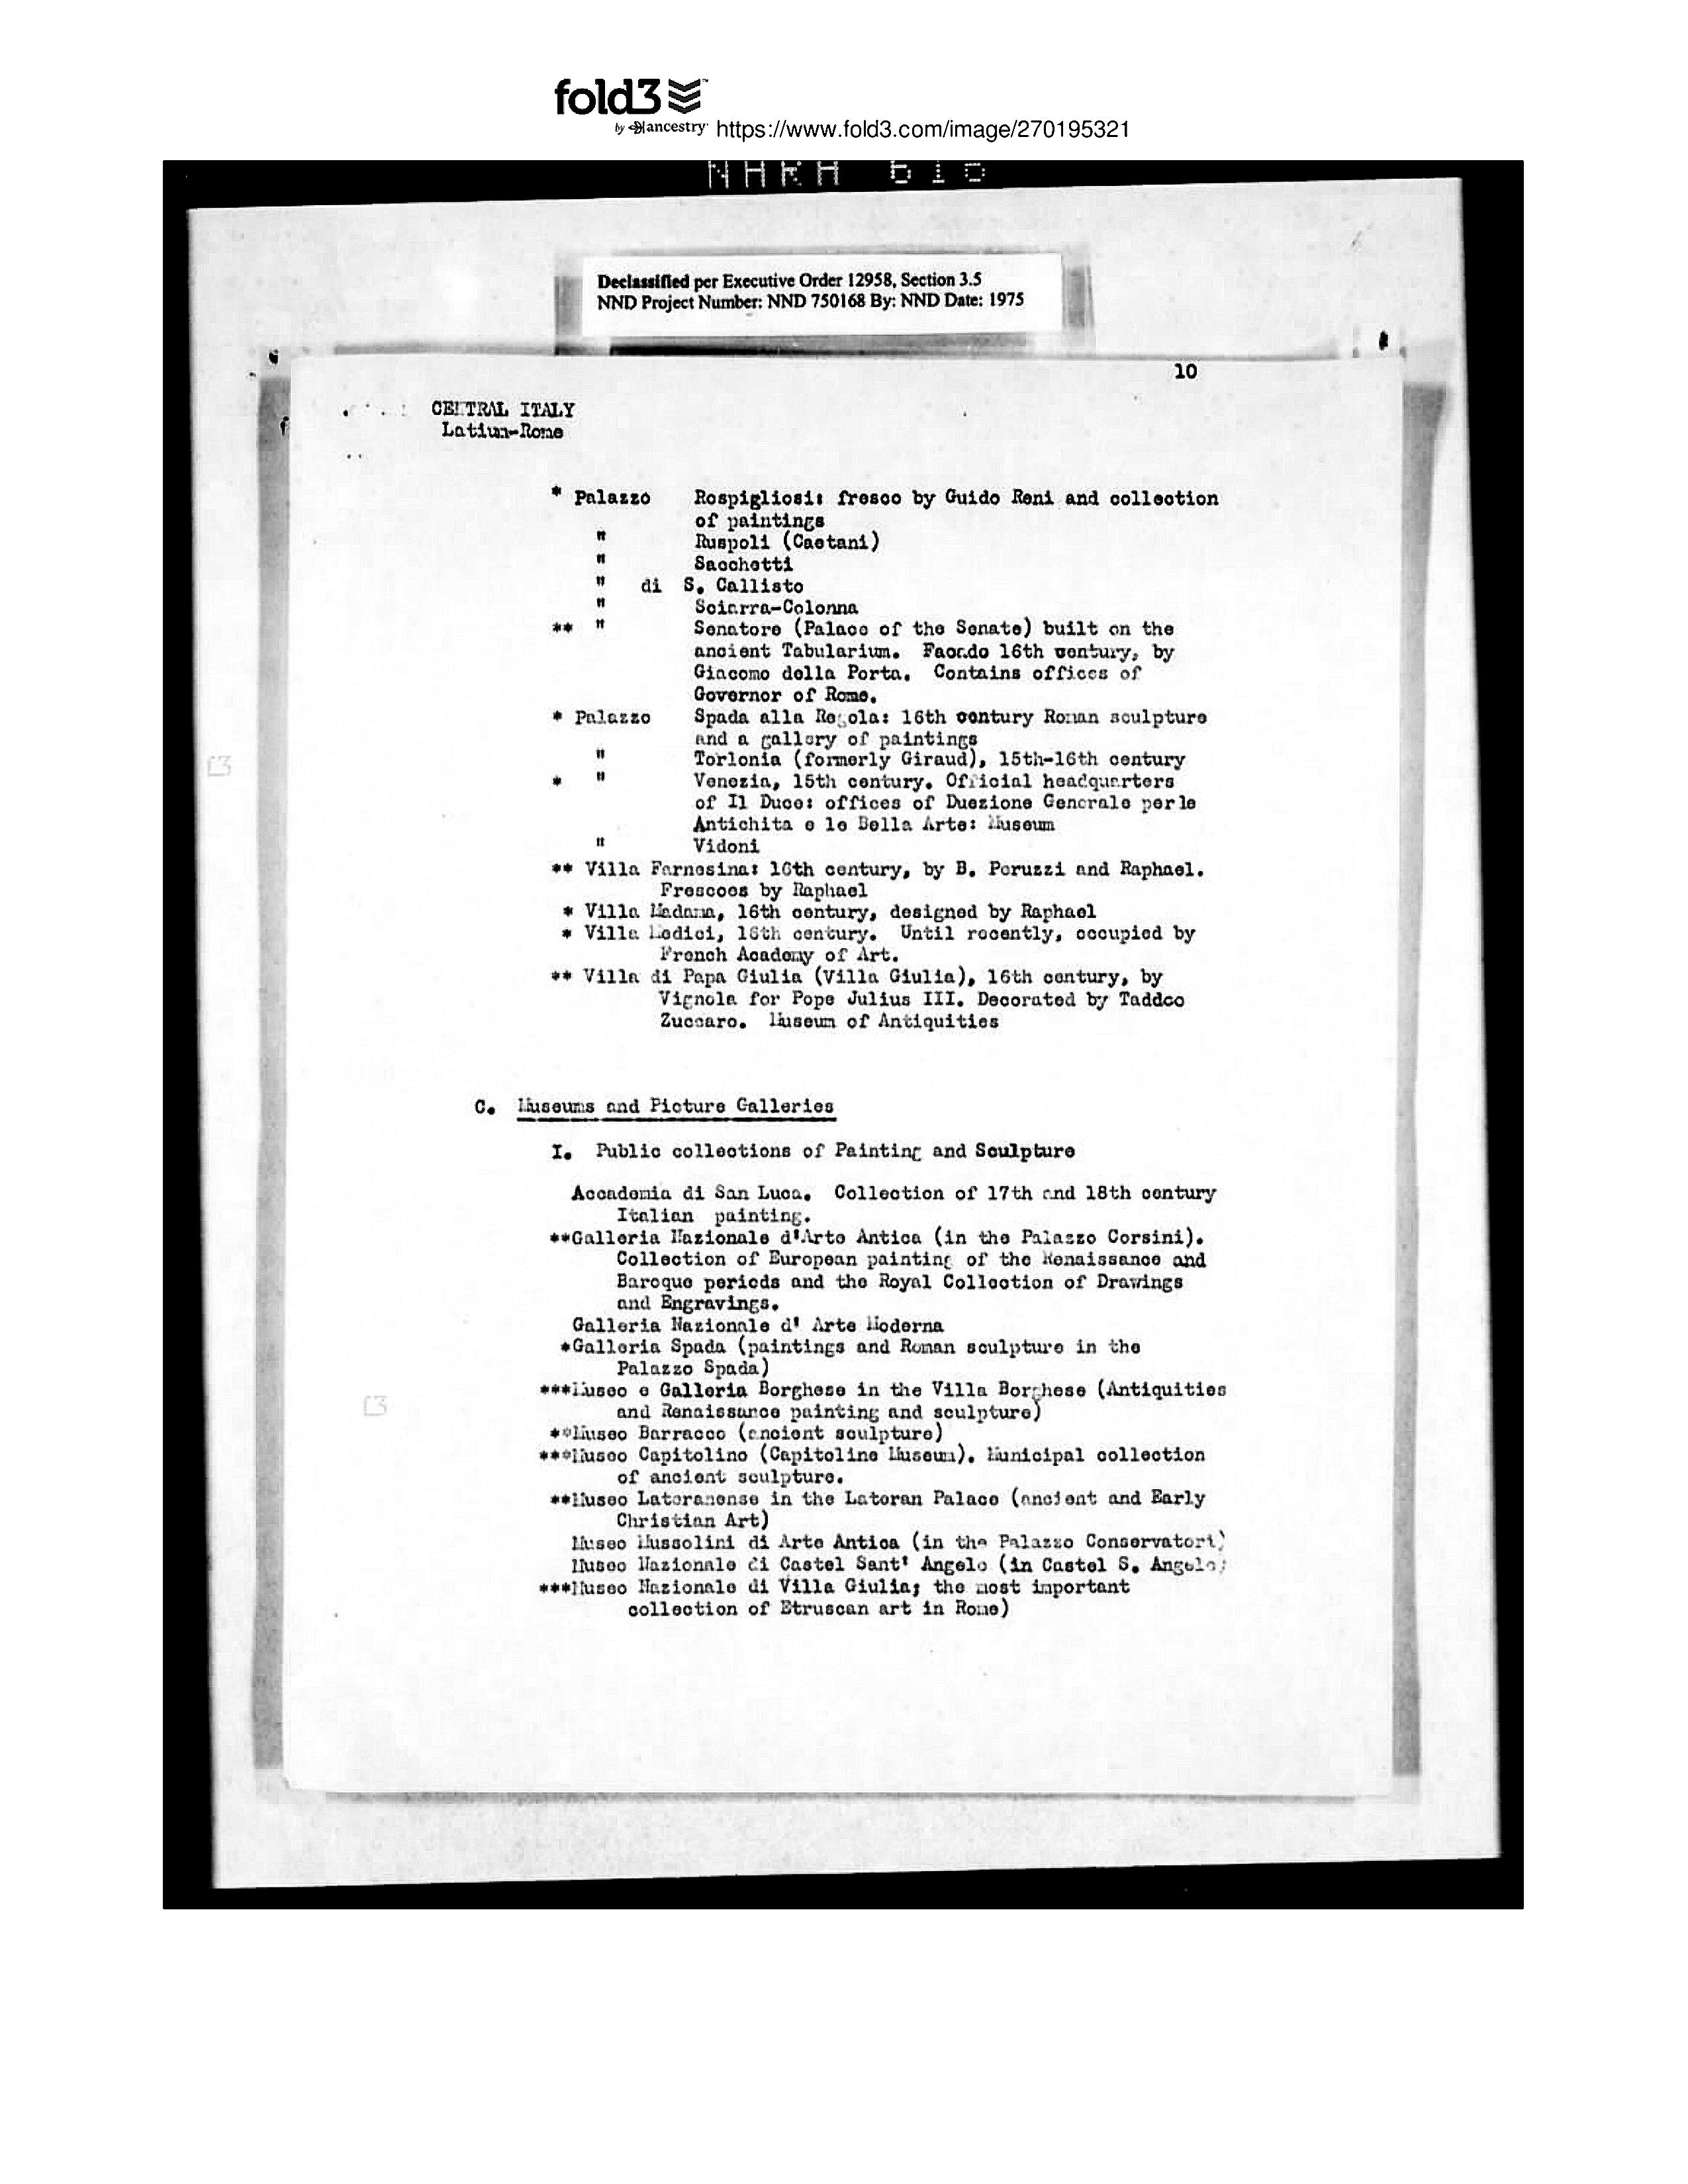 fold3
by ancestry https://www.fold3.com/image/270195321
Declassified per Executive Order 12958, Section 3.5
NND Project Number: NND 750168 By: NND Date: 1975
10
CENTRAL ITALY
Latium-Rome
* Palazzo Rospigliosi: fresco by Guido Reni and collection
of paintings
" Ruspoli (Caetani)
" Sacchetti
" di S. Callisto
" Sciarra-Colonna
** " Senatore (Palace of the Senate) built on the
ancient Tabularium. Facade 16th century, by
Giacomo della Porta. Contains offices of
Governor of Rome.
* Palazzo Spada alla Regola: 16th century Roman sculpture
and a gallery of paintings
" Torlonia (formerly Giraud), 15th-16th century
* " Venezia, 15th century. Official headquarters
of Il Duce: offices of Duezione Generale per le
Antichita e le Bella Arte: Museum
" Vidoni
** Villa Farnesina: 16th century, by B. Peruzzi and Raphael.
Frescoes by Raphael
* Villa Madama, 16th century, designed by Raphael
* Villa Medici, 16th century. Until recently, occupied by
French Academy of Art.
** Villa di Papa Giulia (Villa Giulia), 16th century, by
Vignola for Pope Julius III. Decorated by Taddeo
Zuccaro. Museum of Antiquities
C. Museums and Picture Galleries
I. Public collections of Painting and Sculpture
Accademia di San Luca. Collection of 17th and 18th century
Italian painting.
**Galleria Nazionale d'Arte Antica (in the Palazzo Corsini).
Collection of European painting of the Renaissance and
Baroque periods and the Royal Collection of Drawings
and Engravings.
Galleria Nazionale d' Arte Moderna
*Galleria Spada (paintings and Roman sculpture in the
Palazzo Spada)
***Museo e Galleria Borghese in the Villa Borghese (Antiquities
and Renaissance painting and sculpture)
**Museo Barracco (ancient sculpture)
***Museo Capitolino (Capitoline Museum). Municipal collection
of ancient sculpture.
**Museo Lateranense in the Lateran Palace (ancient and Early
Christian Art)
Museo Mussolini di Arte Antica (in the Palazzo Conservatori)
Museo Nazionale di Castel Sant' Angelo (in Castel S. Angelo)
***Museo Nazionale di Villa Giulia; the most important
collection of Etruscan art in Rome)